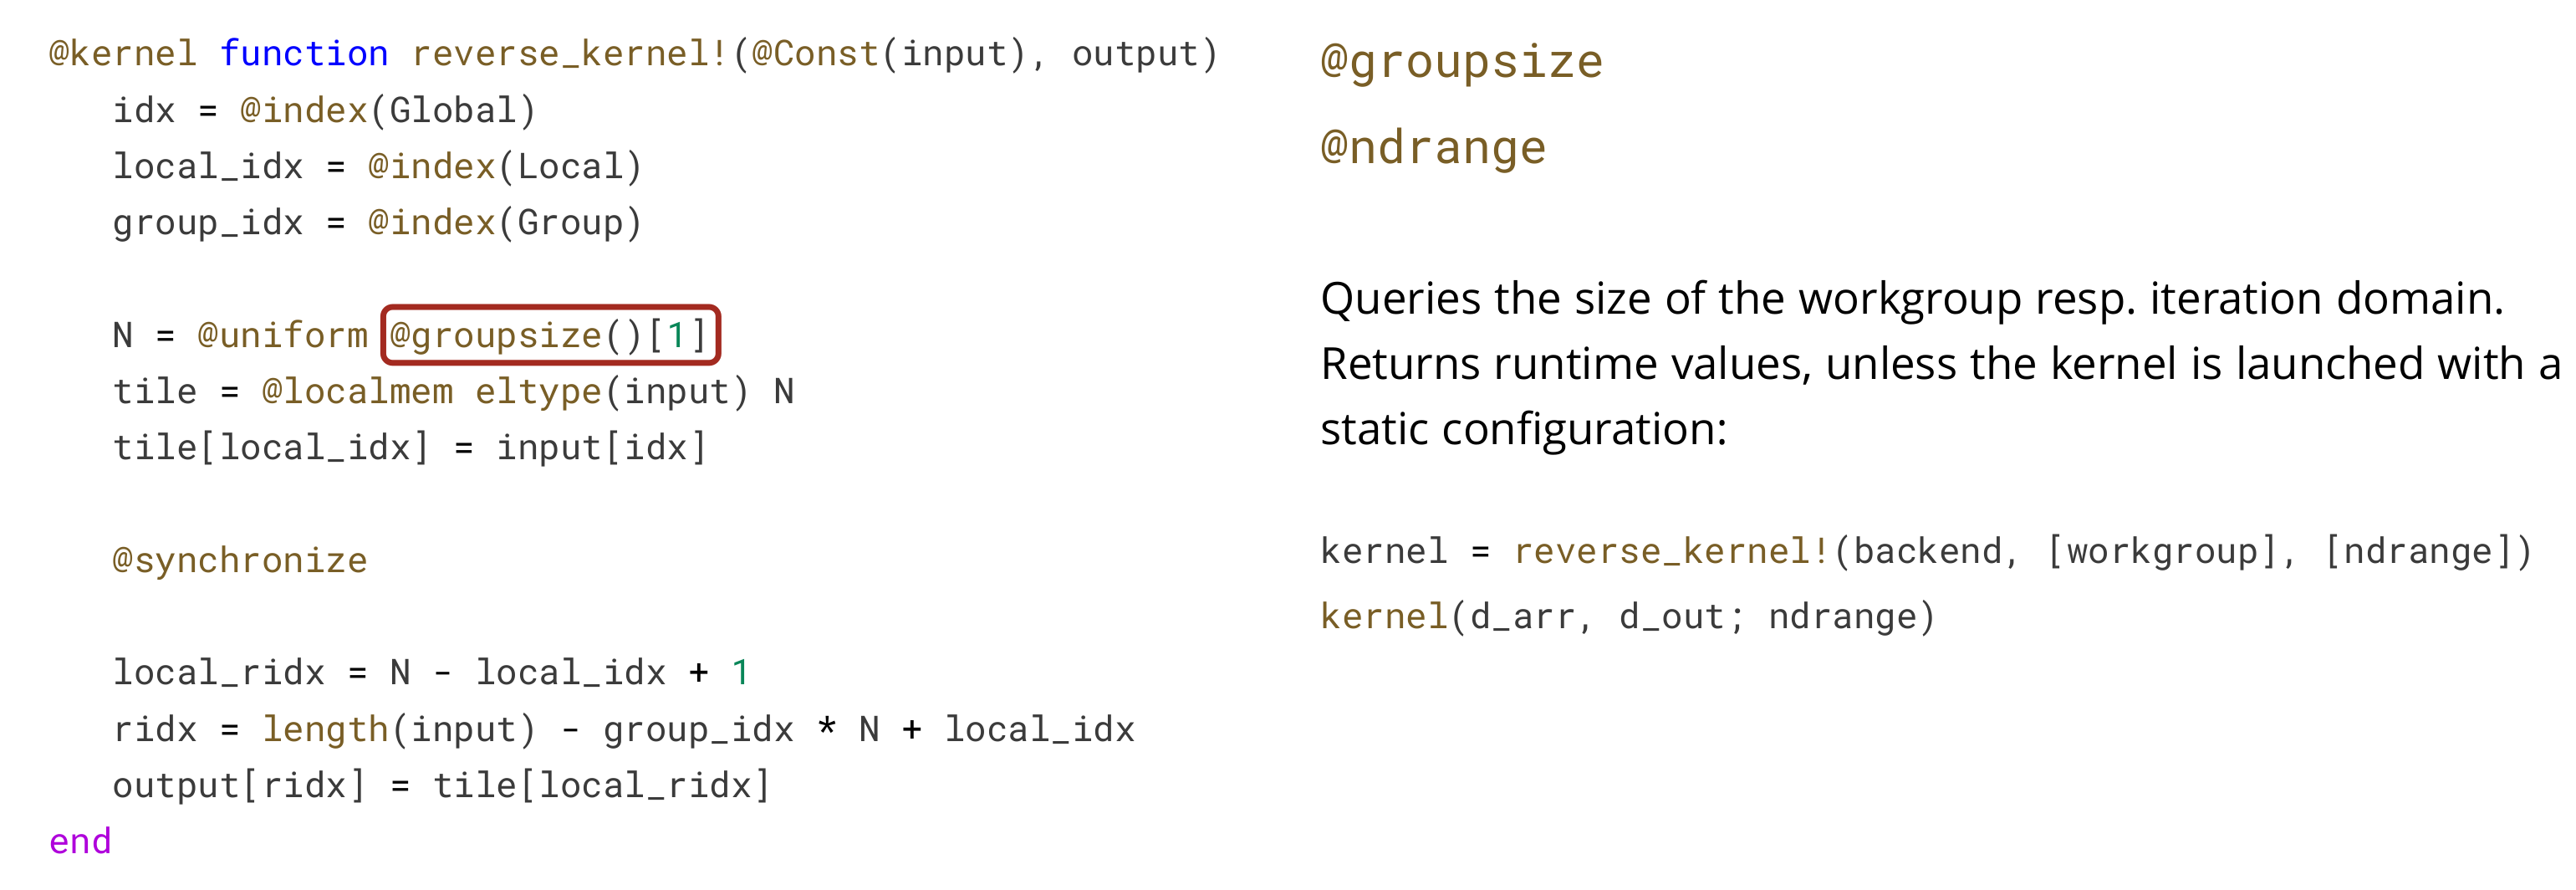 @kernel function reverse_kernel!(@Const(input), output)
idx = @index(Global)
local_idx = @index(Local)
group_idx = @index(Group)
N = @uniform @groupsize()[1]
tile = @localmem eltype(input) N
tile[local_idx] = input[idx]
@synchronize
local_ridx = N - local_idx + 1
ridx = length(input) - group_idx * N + local_idx
output[ridx] = tile[local_ridx]
end
@groupsize
@ndrange
Queries the size of the workgroup resp. iteration domain.
Returns runtime values, unless the kernel is launched with a
static configuration:
kernel = reverse_kernel!(backend, [workgroup], [ndrange])
kernel(d_arr, d_out; ndrange)